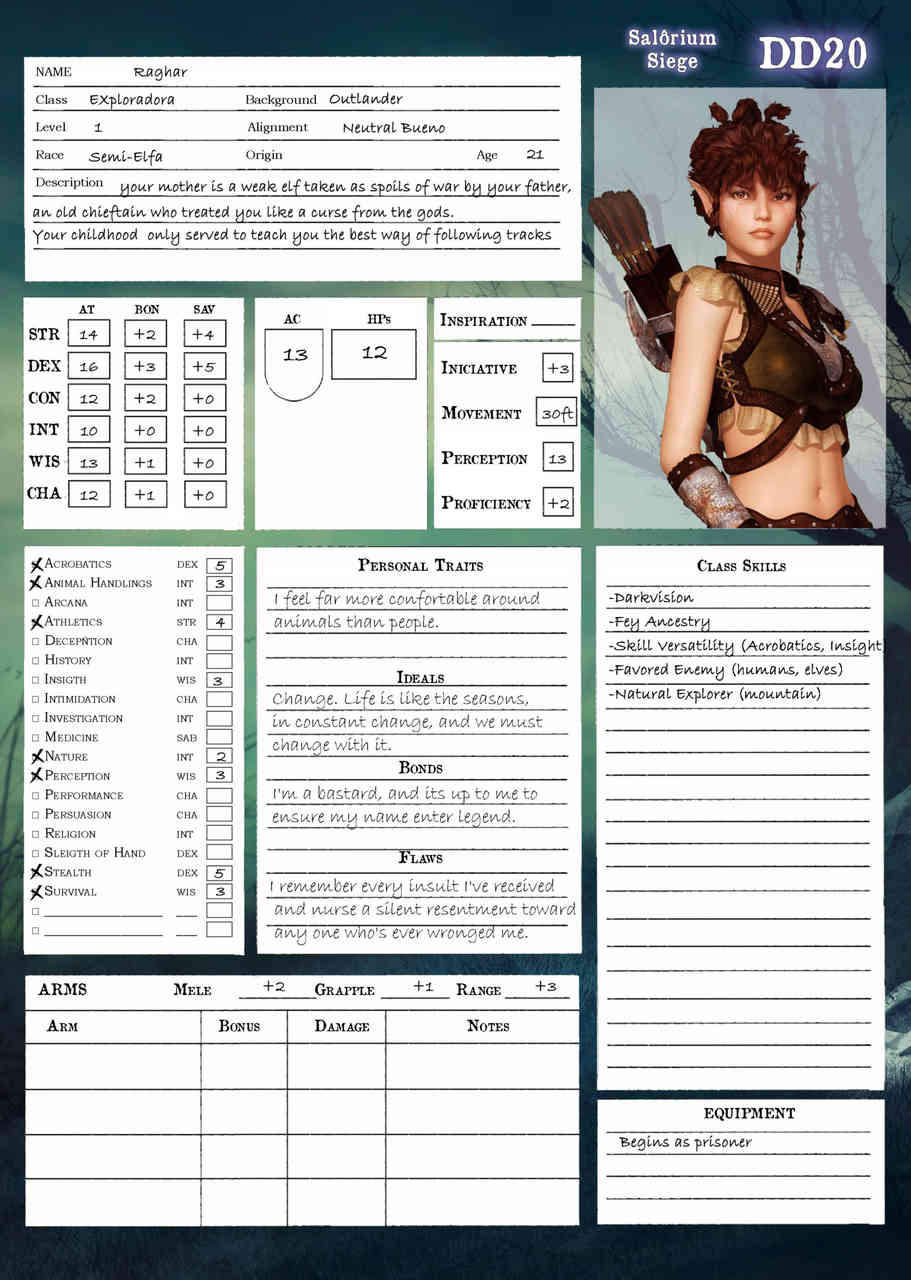 Salôrium
Siege
DD20
NAME Raghar
Class EXploradora Background Outlander
Level 1 Alignment Neutral Bueno
Race Semi-Elfa Origin Age 21
Description your mother is a weak elf taken as spoils of war by your father,
an old chieftain who treated you like a curse from the gods.
Your childhood only served to teach you the best way of following tracks
AT BON SAV
STR 14 +2 +4
DEX 16 +3 +5
CON 12 +2 +0
INT 10 +0 +0
WIS 13 +1 +0
CHA 12 +1 +0
AC HPs
13 12
INSPIRATION
INICIATIVE +3
MOVEMENT 30ft
PERCEPTION 13
PROFICIENCY +2
ACROBATICS DEX 5
ANIMAL HANDLINGS INT 3
ARCANA INT
ATHLETICS STR 4
DECEPÑTION CHA
HISTORY INT
INSIGTH WIS 3
INTIMIDATION CHA
INVESTIGATION INT
MEDICINE SAB
NATURE INT 2
PERCEPTION WIS 3
PERFORMANCE CHA
PERSUASION CHA
RELIGION INT
SLEIGTH OF HAND DEX
STEALTH DEX 5
SURVIVAL WIS 3
PERSONAL TRAITS
I feel far more confortable around
animals than people.
IDEALS
Change. Life is like the seasons,
in constant change, and we must
change with it.
BONDS
I'm a bastard, and its up to me to
ensure my name enter legend.
FLAWS
I remember every insult I've received
and nurse a silent resentment toward
any one who's ever wronged me.
CLASS SKILLS
-Darkvision
-Fey Ancestry
-Skill Versatility (Acrobatics, Insight)
-Favored Enemy (humans, elves)
-Natural Explorer (mountain)
ARMS MELE +2 GRAPPLE +1 RANGE +3
ARM BONUS DAMAGE NOTES
EQUIPMENT
Begins as prisoner